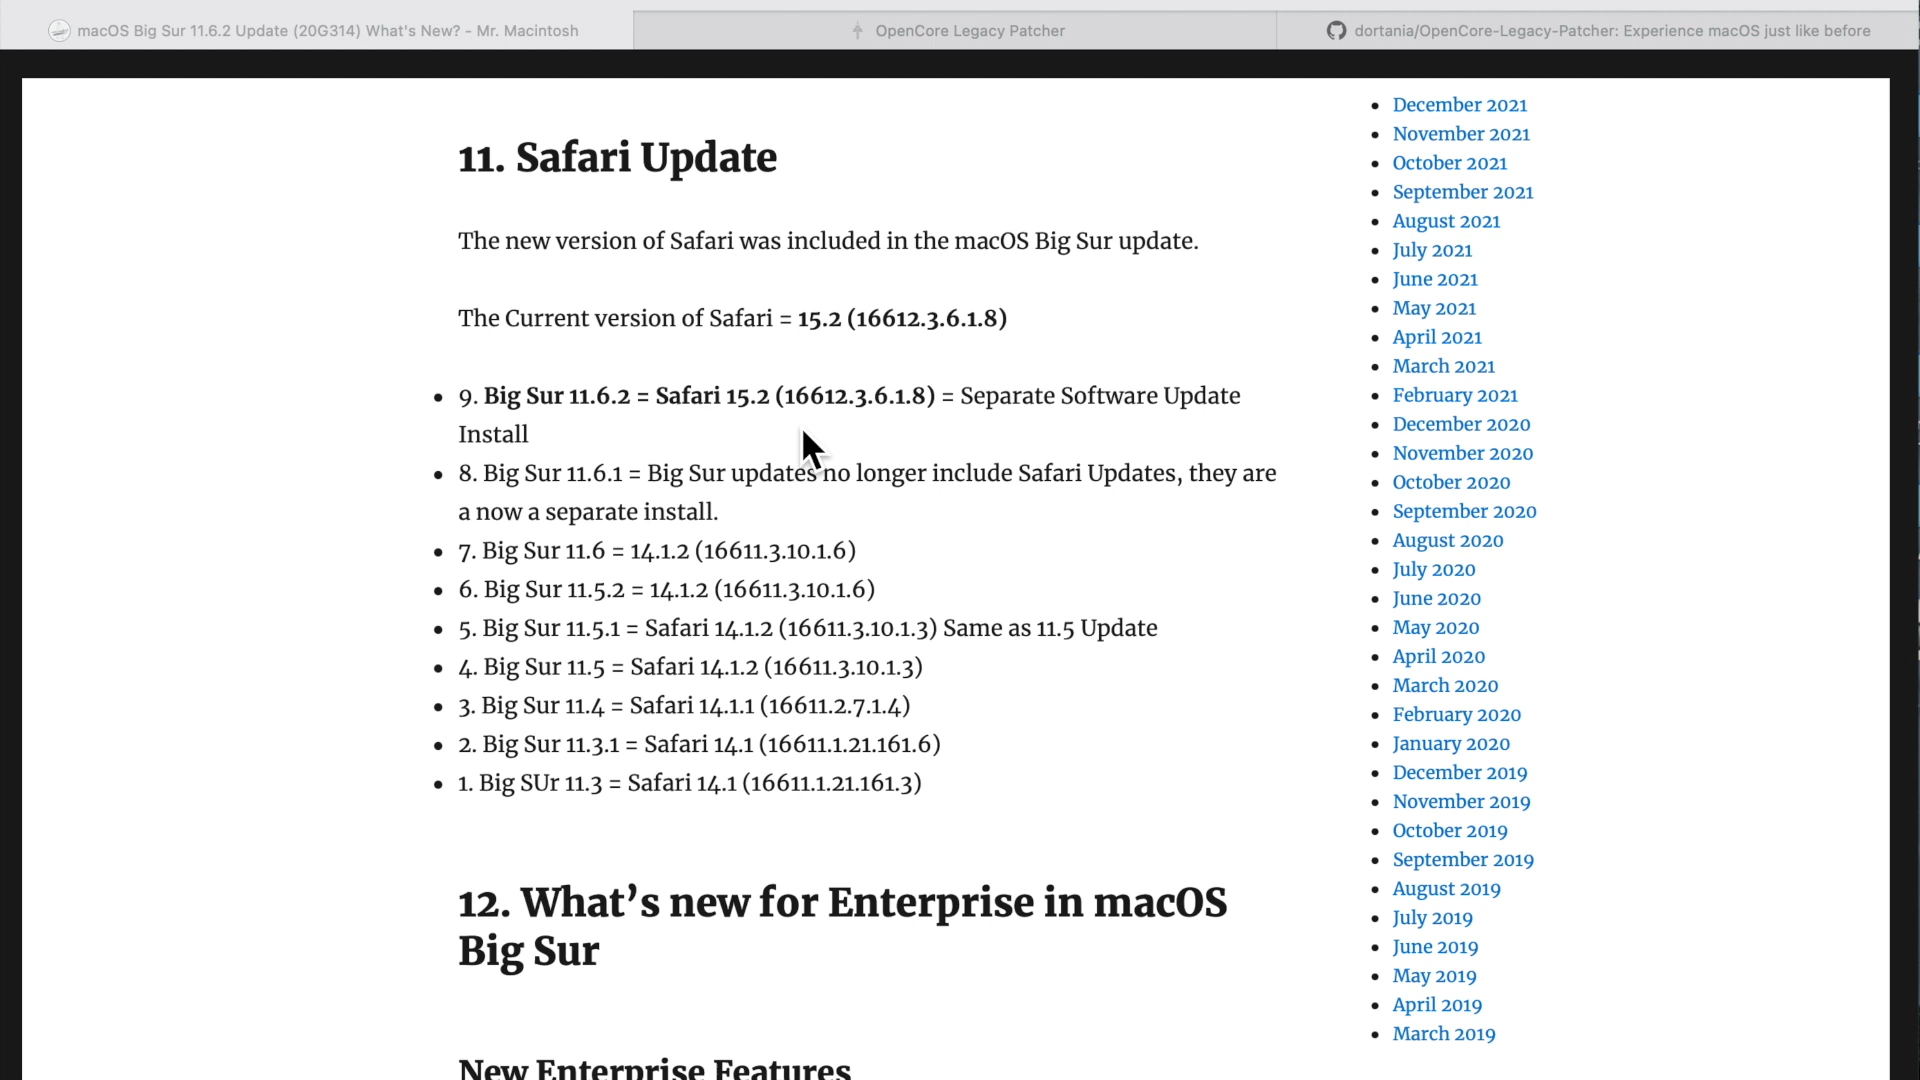 macOS Big Sur 11.6.2 Update (20G314) What's New? - Mr. Macintosh
OpenCore Legacy Patcher
dortania/OpenCore-Legacy-Patcher: Experience macOS just like before
11. Safari Update
The new version of Safari was included in the macOS Big Sur update.
The Current version of Safari = 15.2 (16612.3.6.1.8)
9. Big Sur 11.6.2 = Safari 15.2 (16612.3.6.1.8) = Separate Software Update
Install
8. Big Sur 11.6.1 = Big Sur updates no longer include Safari Updates, they are
a now a separate install.
7. Big Sur 11.6 = 14.1.2 (16611.3.10.1.6)
6. Big Sur 11.5.2 = 14.1.2 (16611.3.10.1.6)
5. Big Sur 11.5.1 = Safari 14.1.2 (16611.3.10.1.3) Same as 11.5 Update
4. Big Sur 11.5 = Safari 14.1.2 (16611.3.10.1.3)
3. Big Sur 11.4 = Safari 14.1.1 (16611.2.7.1.4)
2. Big Sur 11.3.1 = Safari 14.1 (16611.1.21.161.6)
1. Big SUr 11.3 = Safari 14.1 (16611.1.21.161.3)
12. What's new for Enterprise in macOS
Big Sur
New Enterprise Features
December 2021
November 2021
October 2021
September 2021
August 2021
July 2021
June 2021
May 2021
April 2021
March 2021
February 2021
December 2020
November 2020
October 2020
September 2020
August 2020
July 2020
June 2020
May 2020
April 2020
March 2020
February 2020
January 2020
December 2019
November 2019
October 2019
September 2019
August 2019
July 2019
June 2019
May 2019
April 2019
March 2019